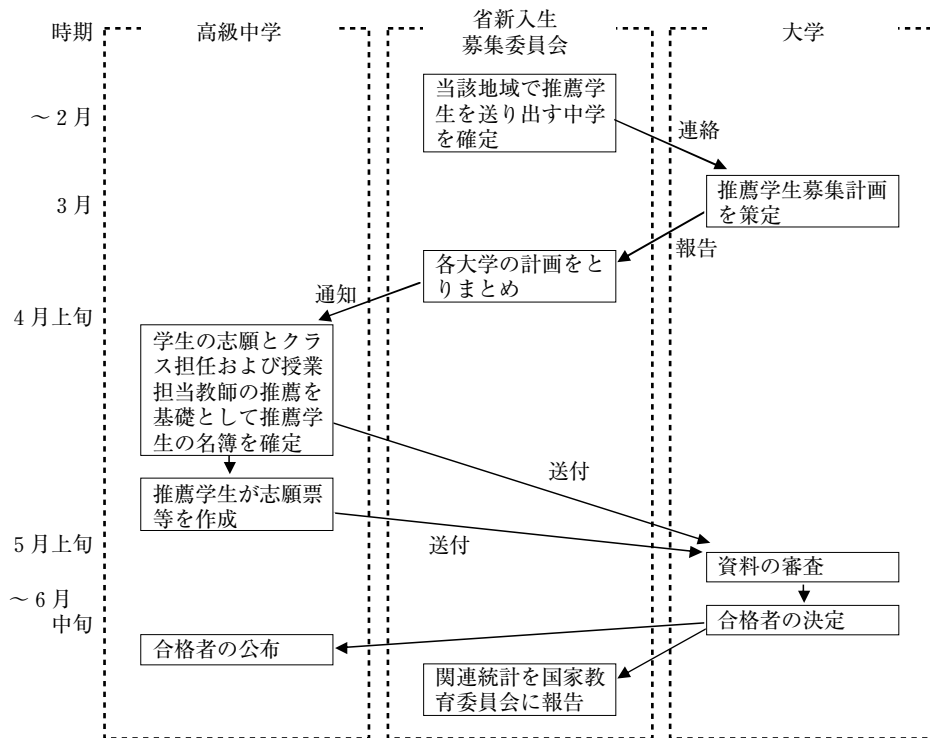 時期
高級中学
省新入生
募集委員会
大学
～2月
当該地域で推薦学
生を送り出す中学
を確定
連絡
3月
推薦学生募集計画
を策定
報告
各大学の計画をと
りまとめ
通知
4月上旬
学生の志願とクラ
ス担任および授業
担当教師の推薦を
基礎として推薦学
生の名簿を確定
送付
推薦学生が志願票
等を作成
送付
5月上旬
資料の審査
～6月
中旬
合格者の決定
合格者の公布
関連統計を国家教
育委員会に報告